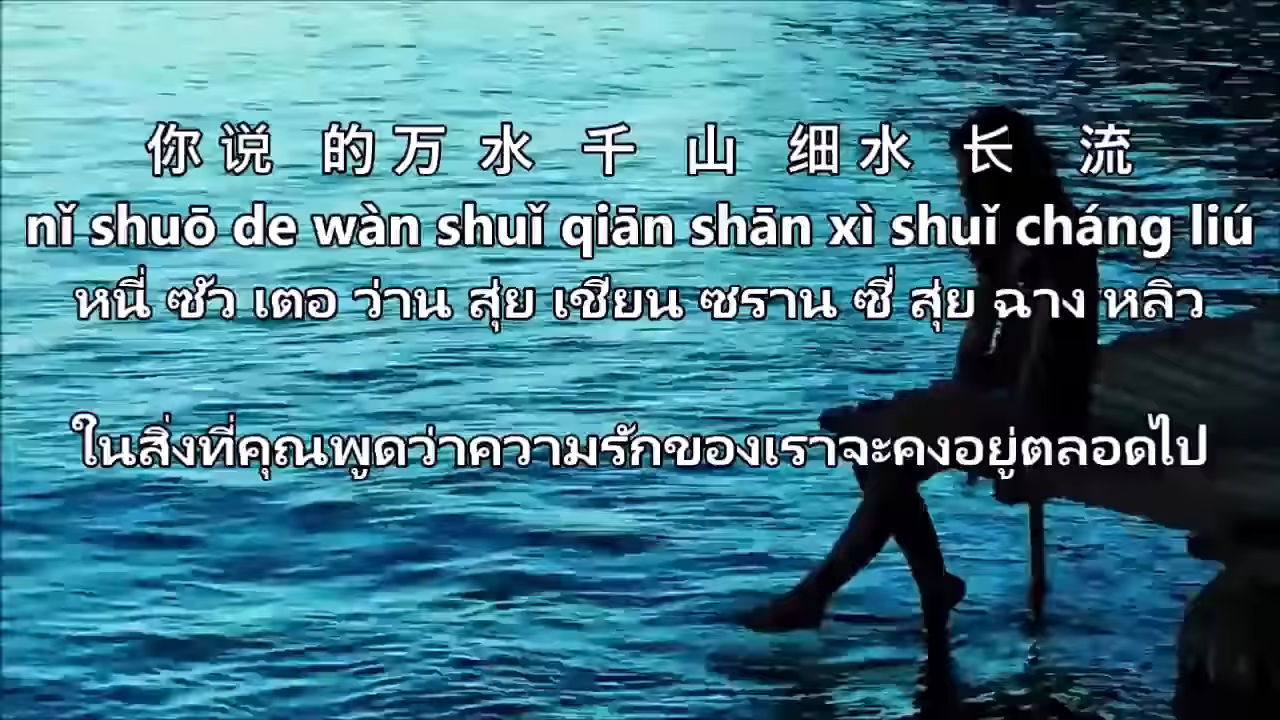 你说 的万 水 千 山 细水 长 流
nǐ shuō de wàn shuǐ qiān shān xì shuǐ cháng liú
หนี่ ซัว เตอ ว่าน สุ่ย เชียน ซราน ซี่ สุ่ย ฉาง หลิว
ในสิ่งที่คุณพูดว่าความรักของเราจะคงอยู่ตลอดไป